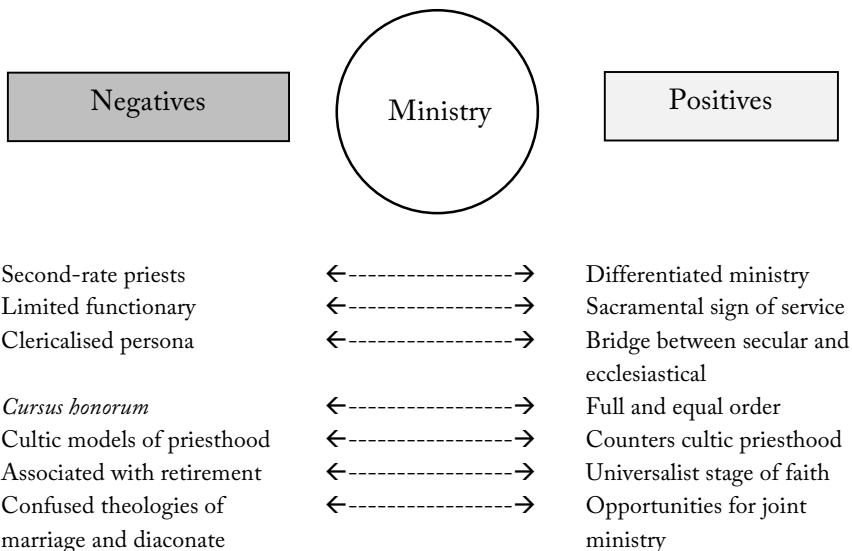 Negatives
Ministry
Positives
Second-rate priests ←-----------------→ Differentiated ministry
Limited functionary ←-----------------→ Sacramental sign of service
Clericalised persona ←-----------------→ Bridge between secular and
ecclesiastical
Cursus honorum ←-----------------→ Full and equal order
Cultic models of priesthood ←-----------------→ Counters cultic priesthood
Associated with retirement ←-----------------→ Universalist stage of faith
Confused theologies of ←-----------------→ Opportunities for joint
marriage and diaconate ministry